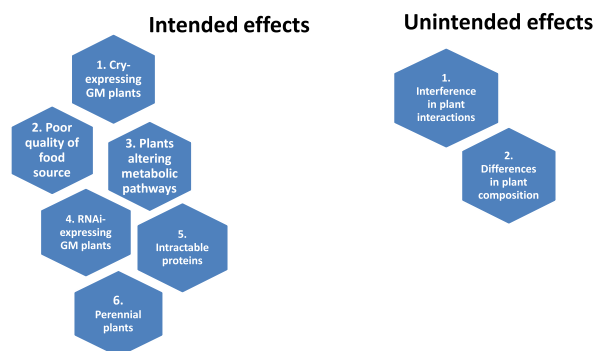 Intended effects
Unintended effects
1. Cry-
expressing
GM plants
2. Poor
quality of
food
source
3. Plants
altering
metabolic
pathways
4. RNAi-
expressing
GM plants
5.
Intractable
proteins
6.
Perennial
plants
1.
Interference
in plant
interactions
2.
Differences
in plant
composition